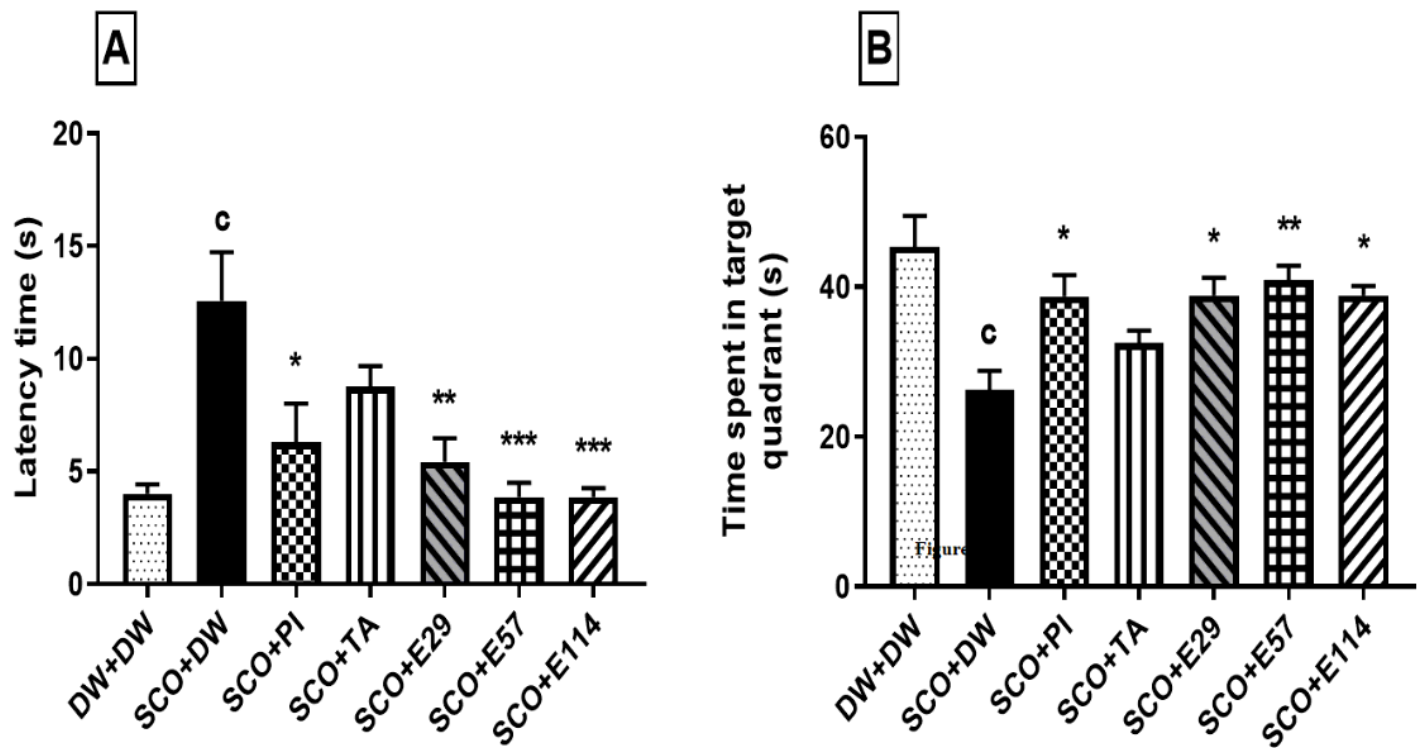 A
B
20
15
10
5
0
Latency time (s)
c
*
**
***
***
DW+DW
SCO+DW
SCO+PI
SCO+TA
SCO+E29
SCO+E57
SCO+E114
60
40
20
0
Time spent in target
quadrant (s)
c
*
*
**
*
Figure
DW+DW
SCO+DW
SCO+PI
SCO+TA
SCO+E29
SCO+E57
SCO+E114